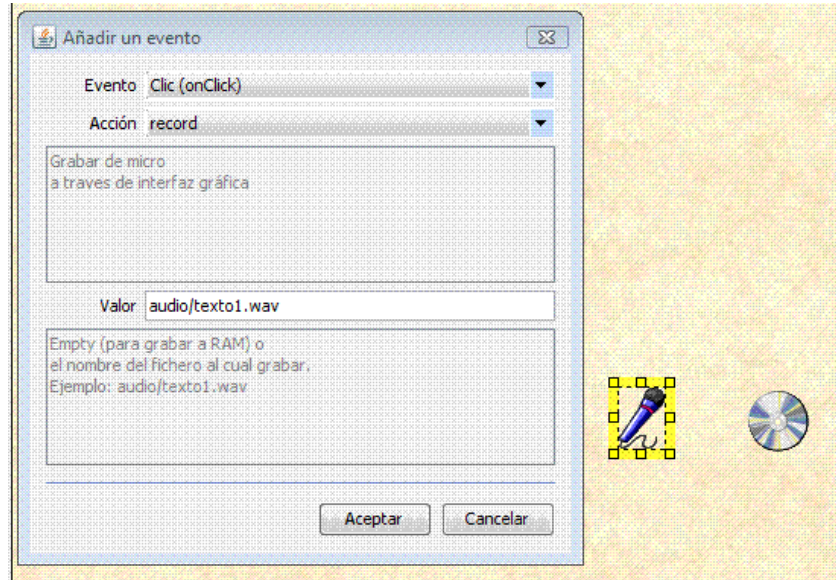 Añadir un evento
Evento Clic (onClick)
Acción record
Grabar de micro
a traves de interfaz gráfica
Valor audio/texto1.wav
Empty (para grabar a RAM) o
el nombre del fichero al cual grabar.
Ejemplo: audio/texto1.wav
Aceptar Cancelar